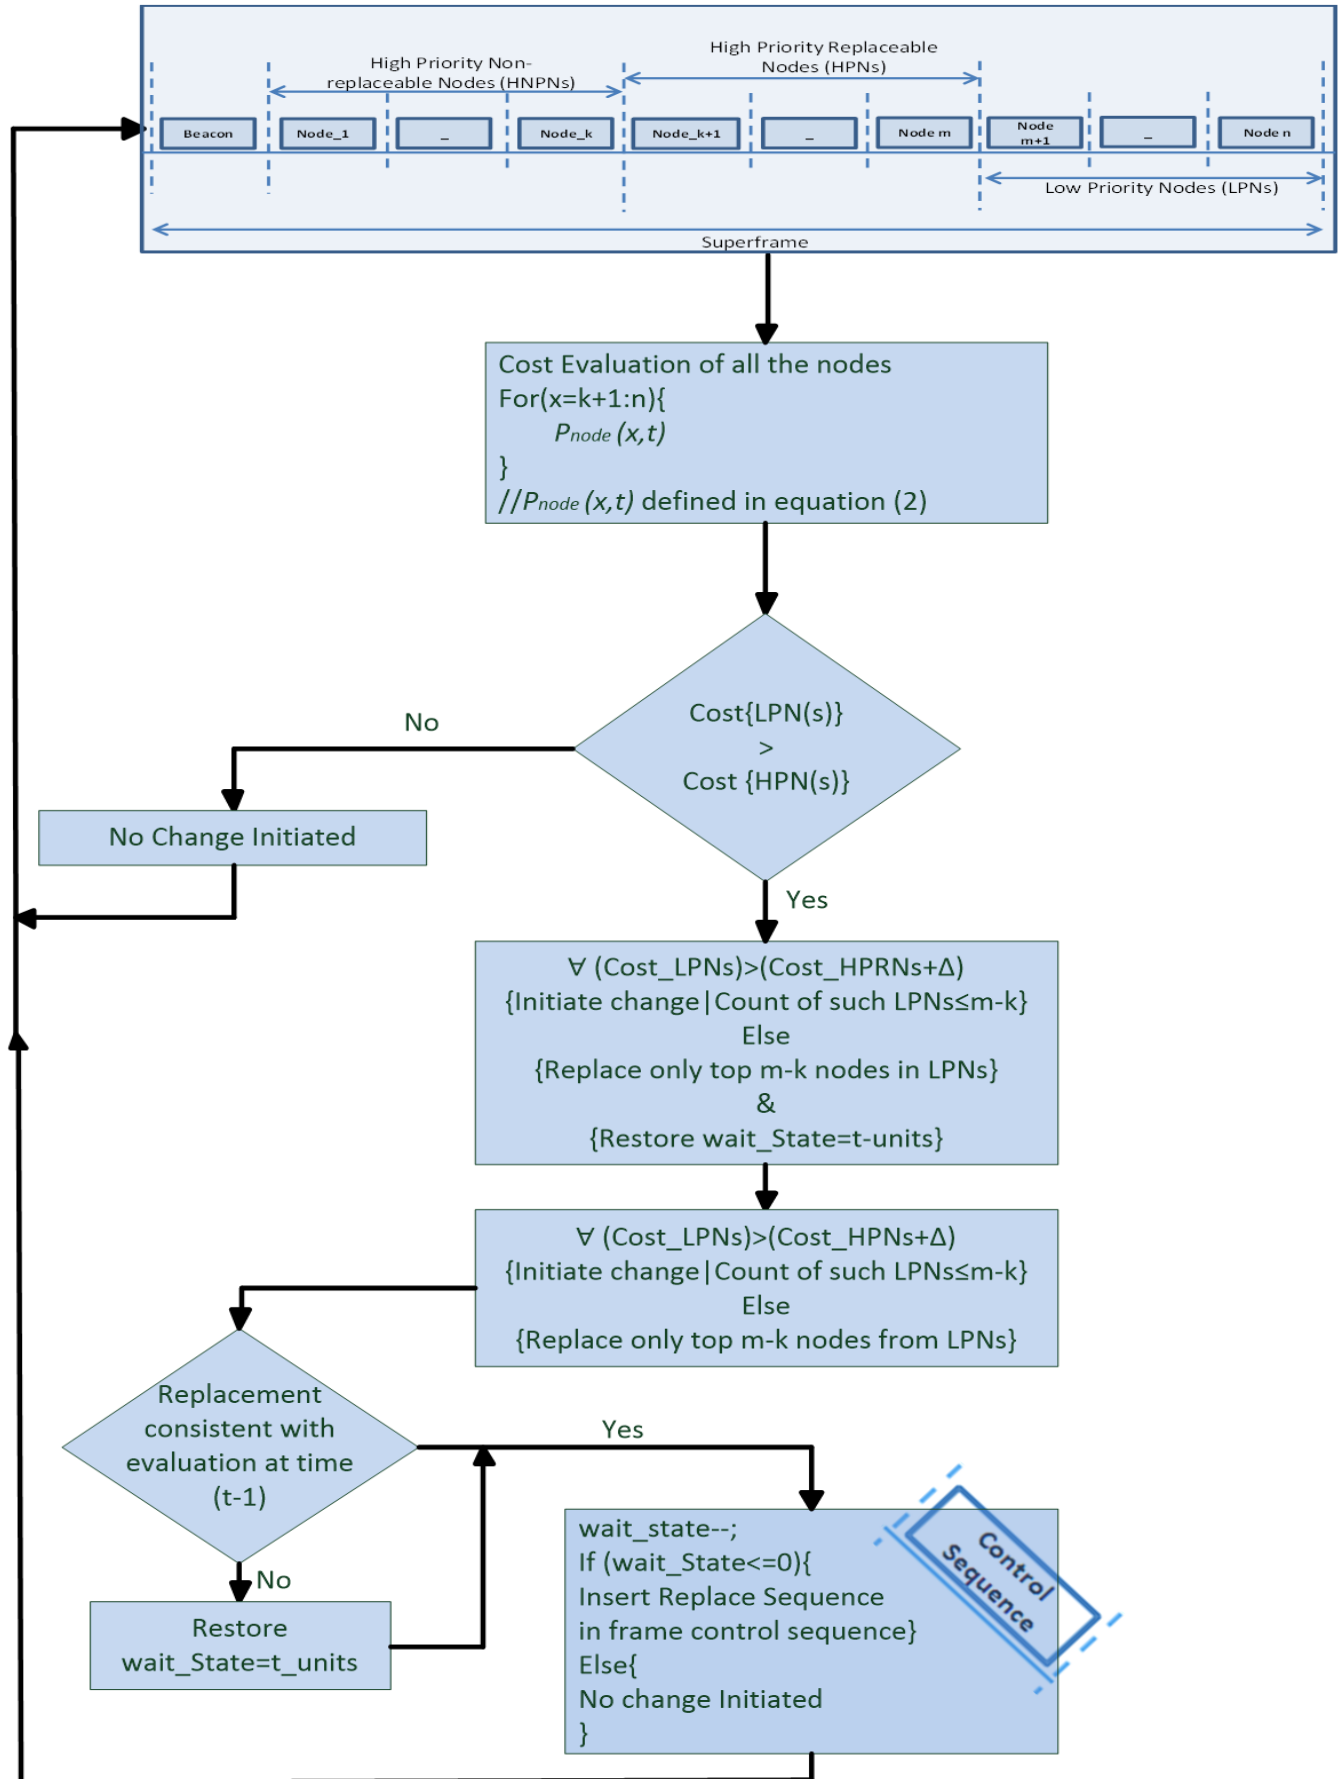 High Priority Non-
replaceable Nodes (HNPNs)
High Priority Replaceable
Nodes (HPNs)
Beacon
Node_1
_
Node_k
Node_k+1
_
Node m
Node
m+1
_
Node n
Low Priority Nodes (LPNs)
Superframe
Cost Evaluation of all the nodes
For(x=k+1:n){
Pnode (x,t)
}
//Pnode (x,t) defined in equation (2)
Cost{LPN(s)}
>
Cost {HPN(s)}
No
No Change Initiated
Yes
∀ (Cost_LPNs)>(Cost_HPRNs+Δ)
{Initiate change|Count of such LPNs≤m-k}
Else
{Replace only top m-k nodes in LPNs}
&
{Restore wait_State=t-units}
∀ (Cost_LPNs)>(Cost_HPNs+Δ)
{Initiate change|Count of such LPNs≤m-k}
Else
{Replace only top m-k nodes from LPNs}
Replacement
consistent with
evaluation at time
(t-1)
Yes
No
Restore
wait_State=t_units
wait_state--;
If (wait_State<=0){
Insert Replace Sequence
in frame control sequence}
Else{
No change Initiated
}
Control
Sequence